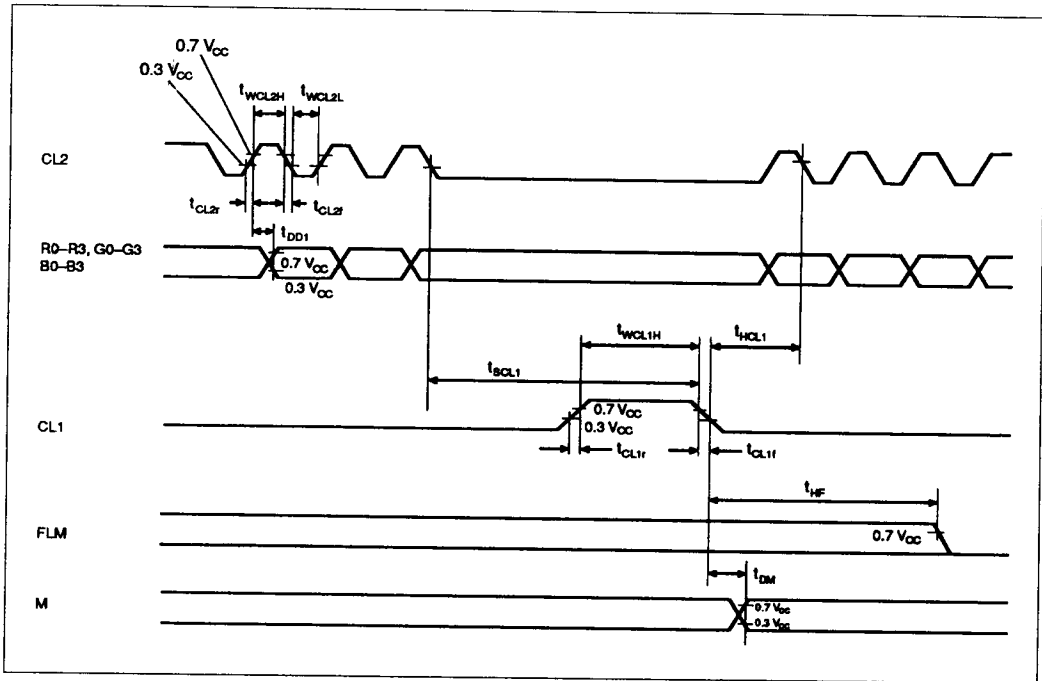 0.7 VCC
0.3 VCC
tWCL2H tWCL2L
CL2
tCL2r tCL2f
tDD1
R0–R3, G0–G3
B0–B3
0.7 VCC
0.3 VCC
tWCL1H tHCL1
tSCL1
CL1
0.7 VCC
0.3 VCC
tCL1r tCL1f
tHF
FLM
0.7 VCC
tDM
M
0.7 VCC
0.3 VCC